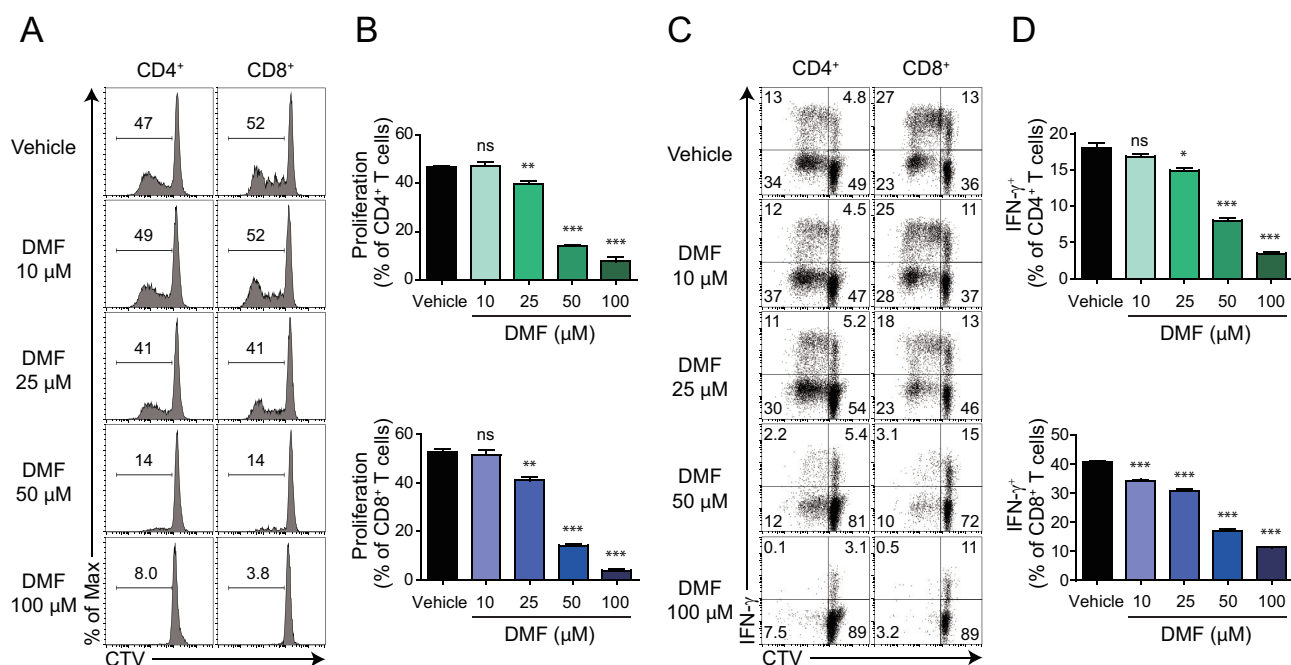 A
CD4⁺ CD8⁺
Vehicle
47 52
DMF
10 µM
49 52
DMF
25 µM
41 41
DMF
50 µM
14 14
DMF
100 µM
8.0 3.8
% of Max
CTV
B
Proliferation
(% of CD4⁺ T cells)
60
40
20
0
ns ** *** ***
Vehicle 10 25 50 100
DMF (µM)
Proliferation
(% of CD8⁺ T cells)
60
40
20
0
ns ** *** ***
Vehicle 10 25 50 100
DMF (µM)
C
CD4⁺ CD8⁺
Vehicle
13 4.8 27 13
34 49 23 36
DMF
10 µM
12 4.5 25 11
37 47 28 37
DMF
25 µM
11 5.2 18 13
30 54 23 46
DMF
50 µM
2.2 5.4 3.1 15
12 81 10 72
DMF
100 µM
0.1 3.1 0.5 11
7.5 89 3.2 89
IFN-γ
CTV
D
IFN-γ⁺
(% of CD4⁺ T cells)
20
15
10
5
0
ns * *** ***
Vehicle 10 25 50 100
DMF (µM)
IFN-γ⁺
(% of CD8⁺ T cells)
50
40
30
20
10
0
*** *** *** ***
Vehicle 10 25 50 100
DMF (µM)